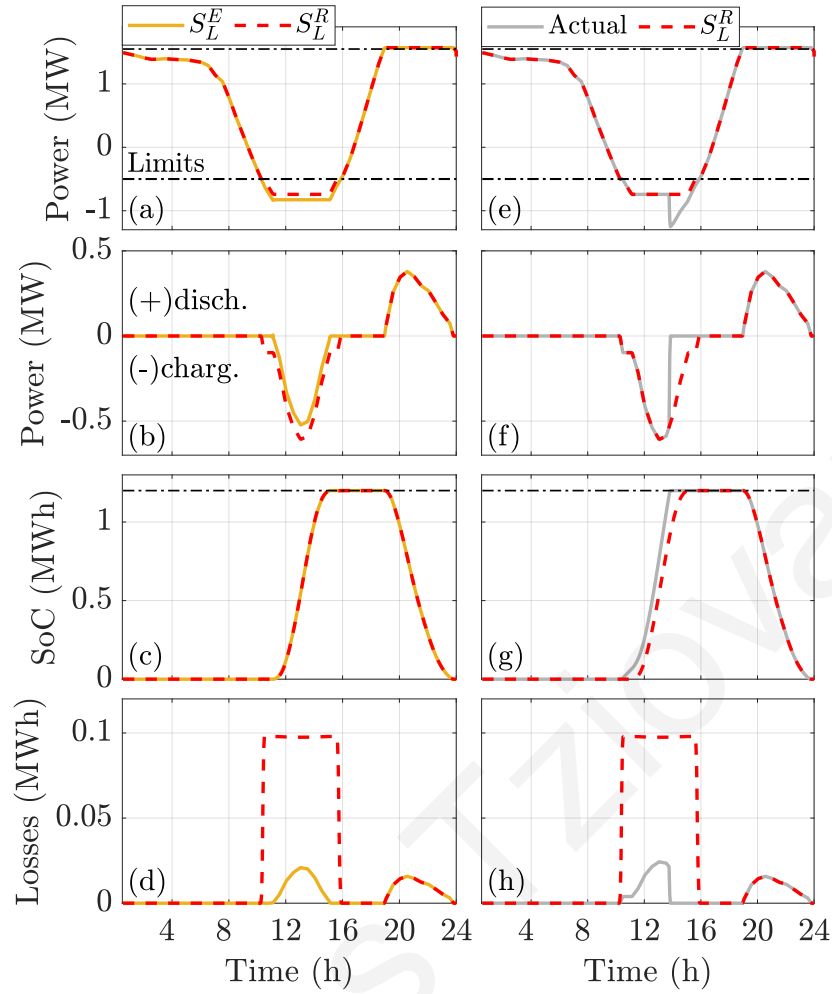 S_L^E S_L^R
Actual S_L^R
Power (MW)
1
0
-1
Limits
(a)
(e)
Power (MW)
0.5
0
-0.5
(+)disch.
(-)charg.
(b)
(f)
SoC (MWh)
1
0.5
0
(c)
(g)
Losses (MWh)
0.1
0.05
0
(d)
(h)
4 8 12 16 20 24
4 8 12 16 20 24
Time (h)
Time (h)